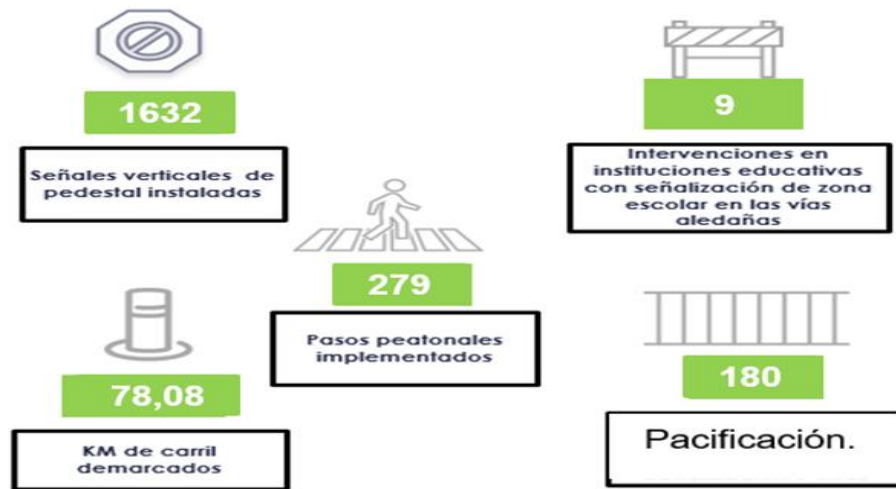 1632
Señales verticales de
pedestal instaladas
9
Intervenciones en
instituciones educativas
con señalización de zona
escolar en las vías
aledañas
279
Pasos peatonales
implementados
78,08
KM de carril
demarcados
180
Pacificación.